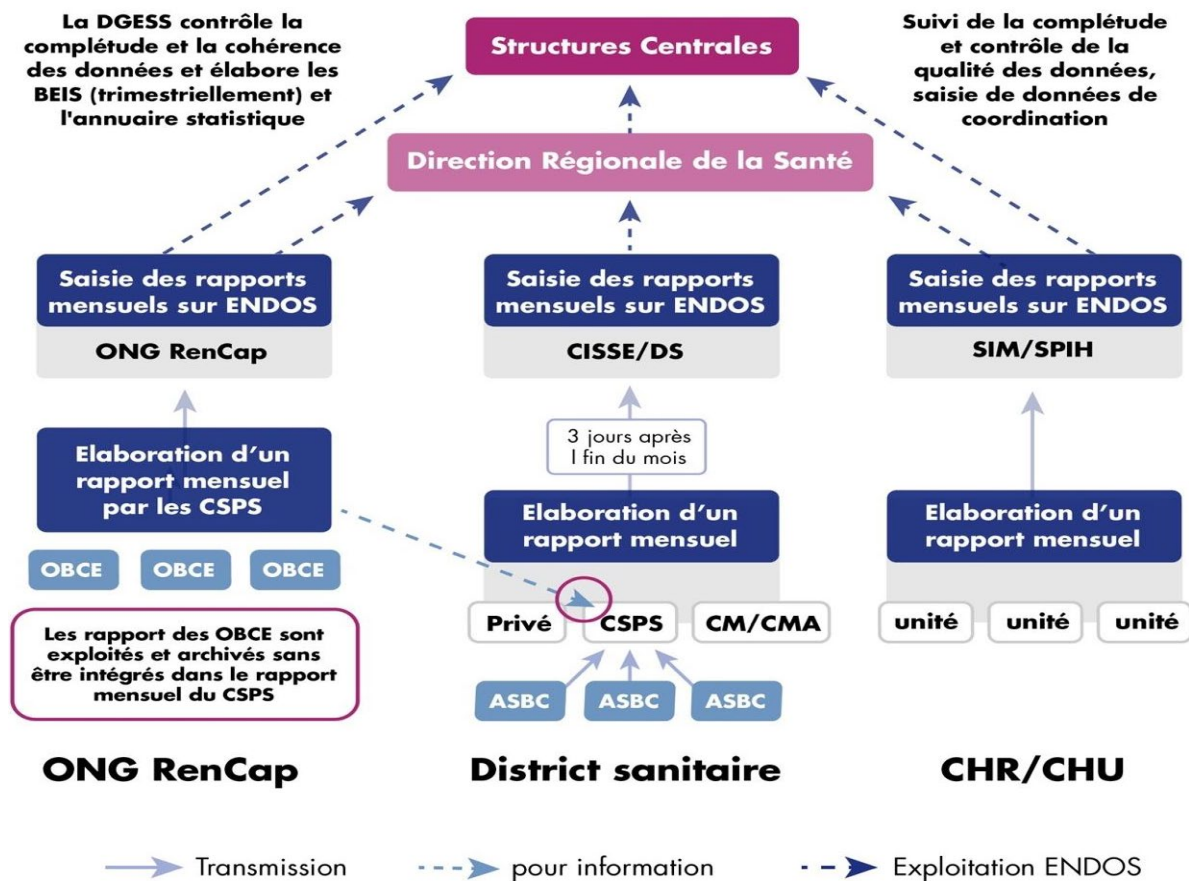 La DGESS contrôle la
complétude et la cohérence
des données et élabore les
BEIS (trimestriellement) et
l'annuaire statistique
Structures Centrales
Suivi de la complétude
et contrôle de la
qualité des données,
saisie de données de
coordination
Direction Régionale de la Santé
Saisie des rapports
mensuels sur ENDOS
ONG RenCap
Saisie des rapports
mensuels sur ENDOS
CISSE/DS
Saisie des rapports
mensuels sur ENDOS
SIM/SPIH
Elaboration d'un
rapport mensuel
par les CSPS
OBCE
OBCE
OBCE
Les rapport des OBCE sont
exploités et archivés sans
être intégrés dans le rapport
mensuel du CSPS
3 jours après
l fin du mois
Elaboration d'un
rapport mensuel
Privé
CSPS
CM/CMA
ASBC
ASBC
ASBC
Elaboration d'un
rapport mensuel
unité
unité
unité
ONG RenCap
District sanitaire
CHR/CHU
Transmission
pour information
Exploitation ENDOS